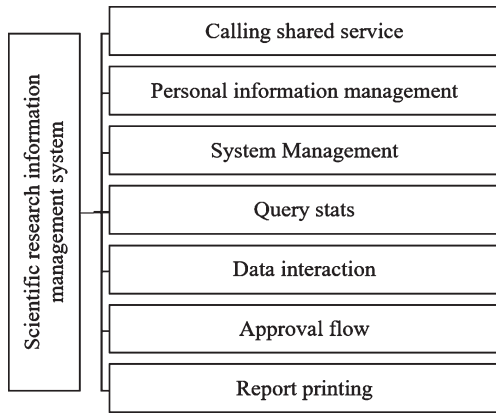 Scientific research information
management system
Calling shared service
Personal information management
System Management
Query stats
Data interaction
Approval flow
Report printing